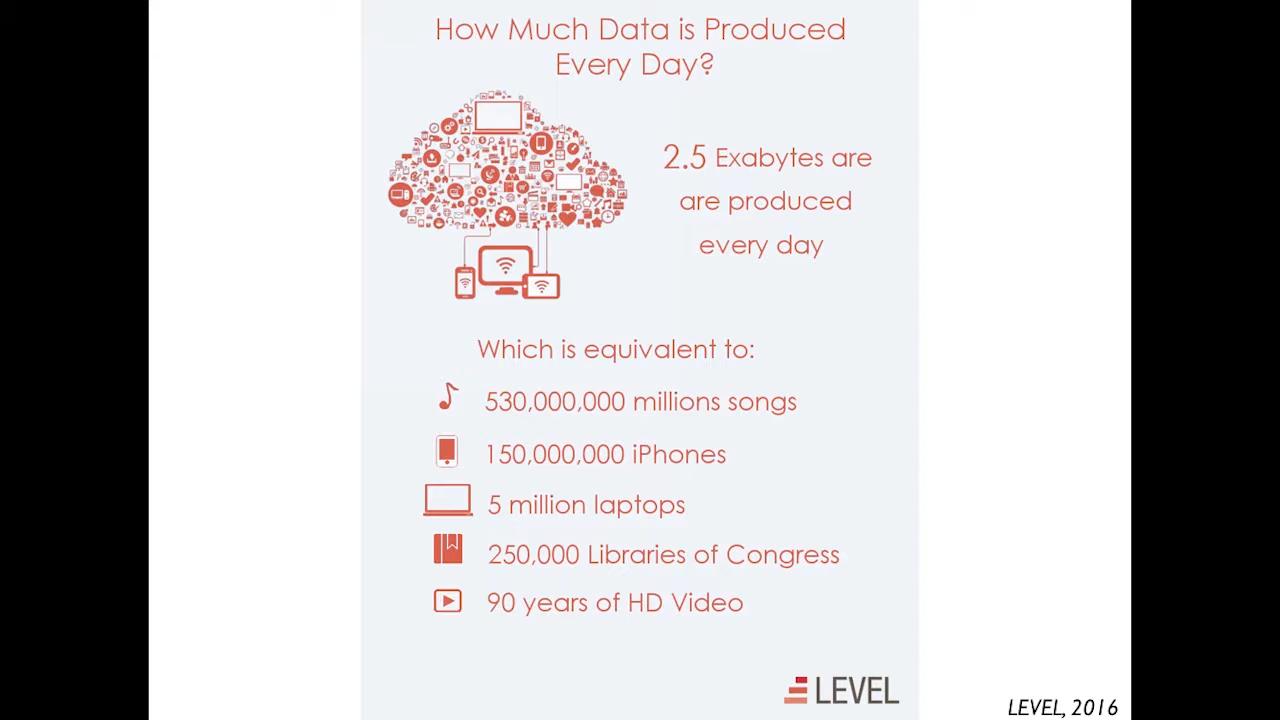 How Much Data is Produced
Every Day?
2.5 Exabytes are
are produced
every day
Which is equivalent to:
530,000,000 millions songs
150,000,000 iPhones
5 million laptops
250,000 Libraries of Congress
90 years of HD Video
LEVEL
LEVEL, 2016